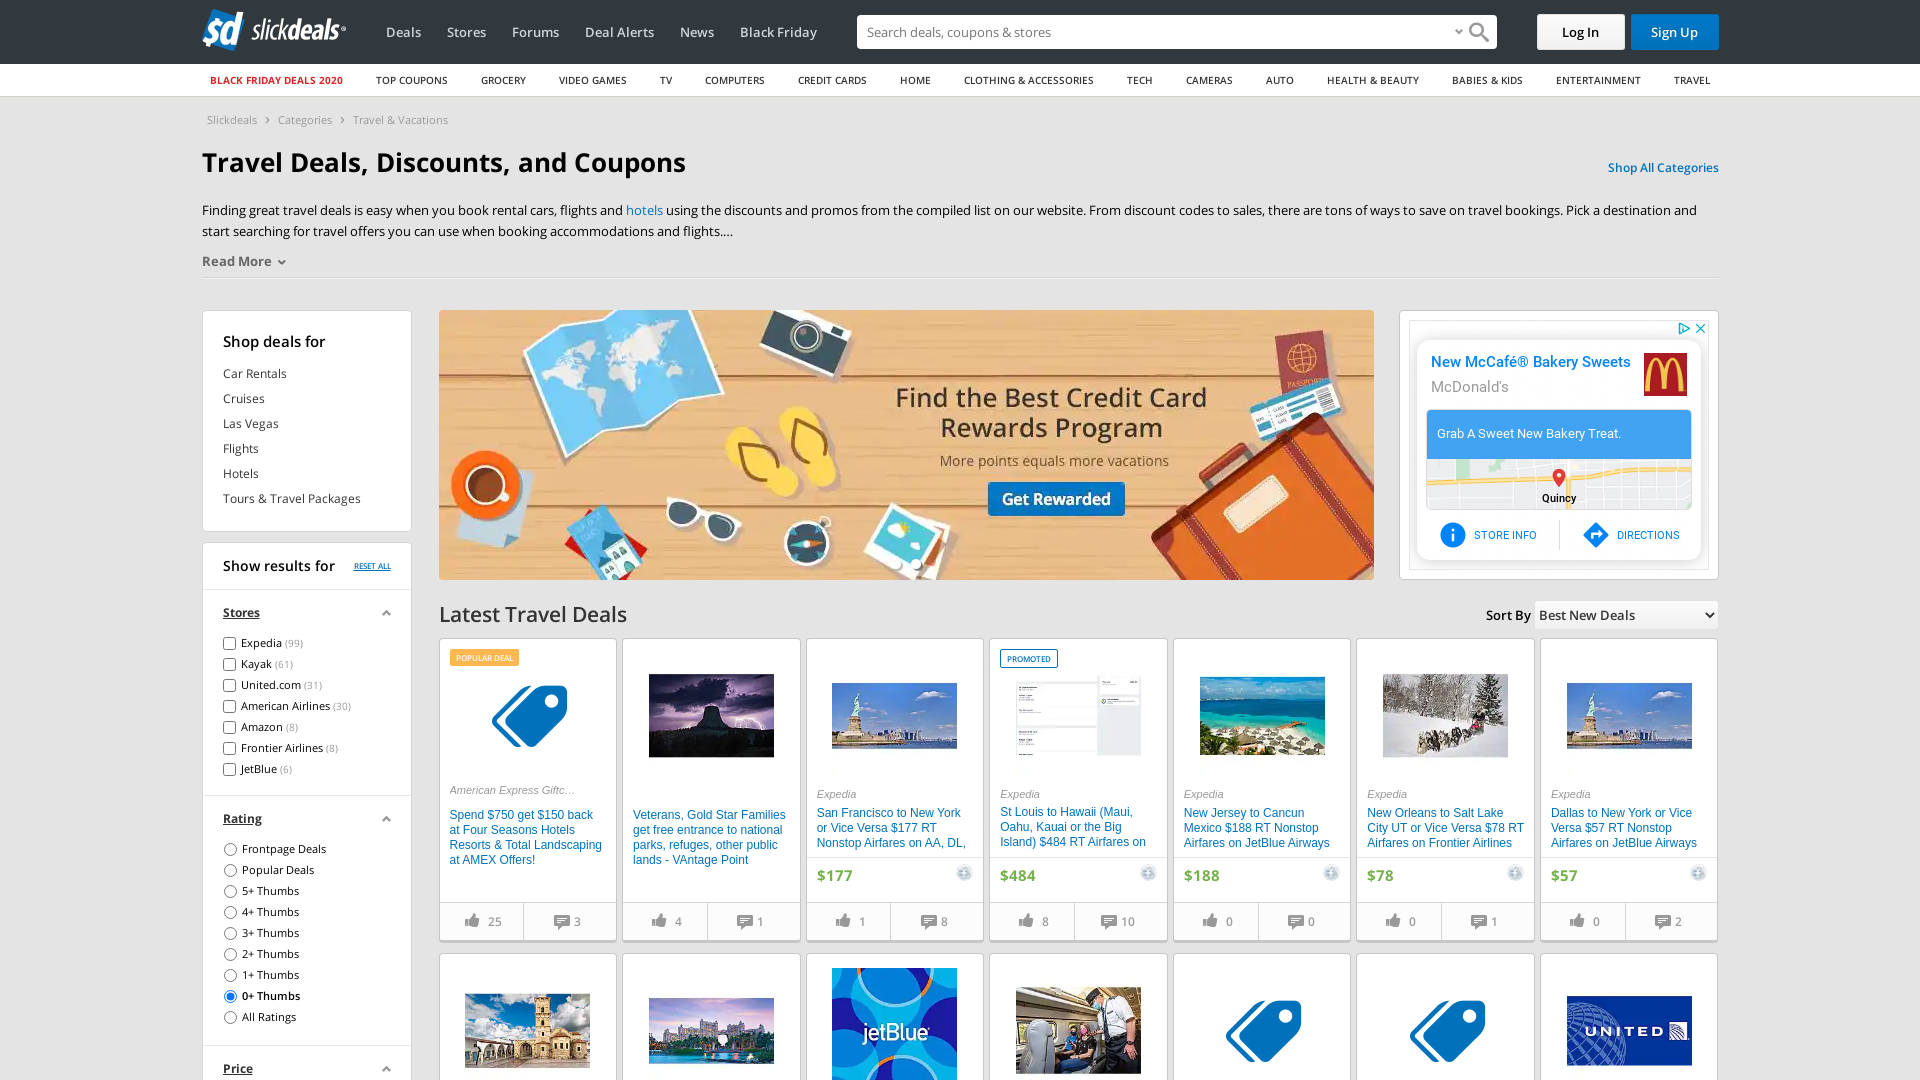 slickdeals
Deals
Stores
Forums
Deal Alerts
News
Black Friday
Search deals, coupons & stores
Log In
Sign Up
BLACK FRIDAY DEALS 2020
TOP COUPONS
GROCERY
VIDEO GAMES
TV
COMPUTERS
CREDIT CARDS
HOME
CLOTHING & ACCESSORIES
TECH
CAMERAS
AUTO
HEALTH & BEAUTY
BABIES & KIDS
ENTERTAINMENT
TRAVEL
Slickdeals > Categories > Travel & Vacations
Travel Deals, Discounts, and Coupons
Shop All Categories
Finding great travel deals is easy when you book rental cars, flights and hotels using the discounts and promos from the compiled list on our website. From discount codes to sales, there are tons of ways to save on travel bookings. Pick a destination and
start searching for travel offers you can use when booking accommodations and flights....
Read More
Shop deals for
Car Rentals
Cruises
Las Vegas
Flights
Hotels
Tours & Travel Packages
Show results for
RESET ALL
Stores
Expedia (99)
Kayak (61)
United.com (31)
American Airlines (30)
Amazon (8)
Frontier Airlines (8)
JetBlue (6)
Rating
Frontpage Deals
Popular Deals
5+ Thumbs
4+ Thumbs
3+ Thumbs
2+ Thumbs
1+ Thumbs
0+ Thumbs
All Ratings
Price
PASSPORT
Find the Best Credit Card
Rewards Program
More points equals more vacations
Get Rewarded
New McCafé® Bakery Sweets
McDonald's
Grab A Sweet New Bakery Treat.
Quincy
STORE INFO
DIRECTIONS
Latest Travel Deals
Sort By
Best New Deals
POPULAR DEAL
American Express Giftc...
Spend $750 get $150 back
at Four Seasons Hotels
Resorts & Total Landscaping
at AMEX Offers!
25
3
Veterans, Gold Star Families
get free entrance to national
parks, refuges, other public
lands - VAntage Point
4
1
Expedia
San Francisco to New York
or Vice Versa $177 RT
Nonstop Airfares on AA, DL,
$177
1
8
PROMOTED
Expedia
St Louis to Hawaii (Maui,
Oahu, Kauai or the Big
Island) $484 RT Airfares on
$484
8
10
Expedia
New Jersey to Cancun
Mexico $188 RT Nonstop
Airfares on JetBlue Airways
$188
0
0
Expedia
New Orleans to Salt Lake
City UT or Vice Versa $78 RT
Airfares on Frontier Airlines
$78
0
1
Expedia
Dallas to New York or Vice
Versa $57 RT Nonstop
Airfares on JetBlue Airways
$57
0
2
jetBlue
UNITED